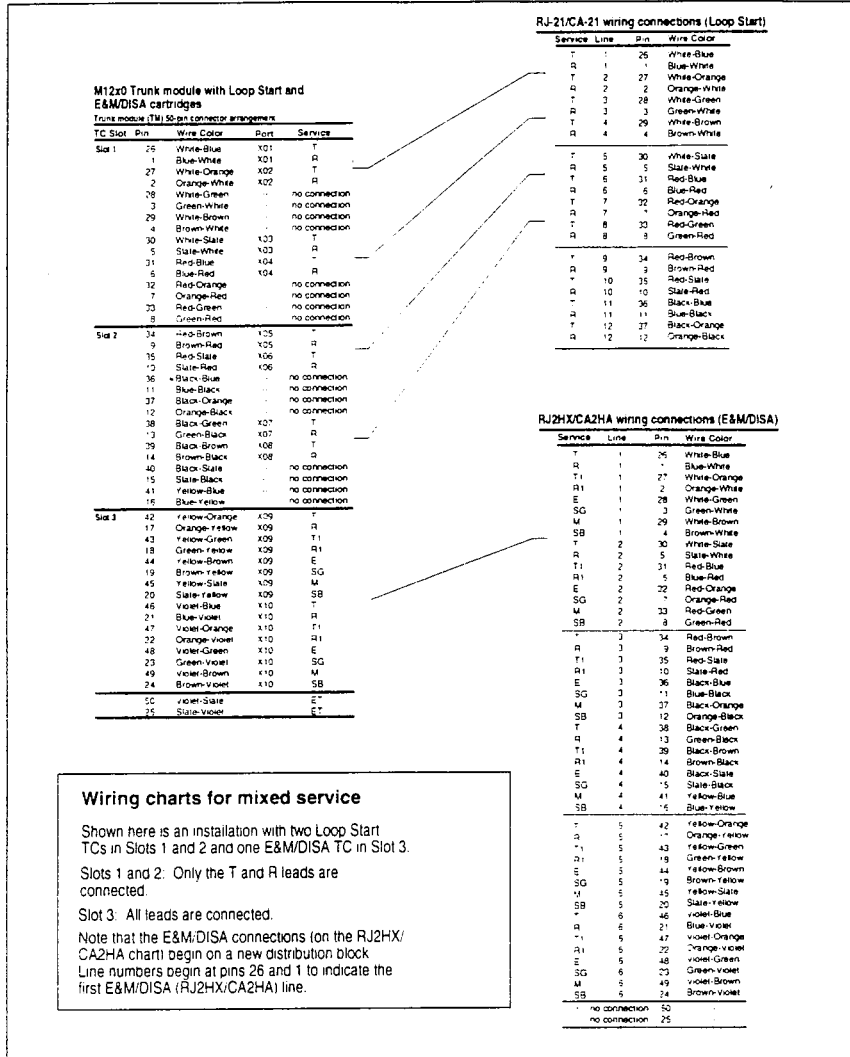 M12x0 Trunk module with Loop Start and
E&M/DISA cartridges
Trunk module (TM) 50-pin connector arrangement
TC Slot Pin Wire Color Port Service
Slot 1 26 White-Blue X01 T
1 Blue-White X01 R
27 White-Orange X02 T
2 Orange-White X02 R
28 White-Green - no connection
3 Green-White - no connection
29 White-Brown - no connection
4 Brown-White - no connection
30 White-Slate X03 T
5 Slate-White X03 R
31 Red-Blue X04 T
6 Blue-Red X04 R
32 Red-Orange no connection
7 Orange-Red no connection
33 Red-Green no connection
8 Green-Red no connection
Slot 2 34 Red-Brown X05 T
9 Brown-Red X05 R
35 Red-Slate X06 T
10 Slate-Red X06 R
36 Black-Blue - no connection
11 Blue-Black - no connection
37 Black-Orange - no connection
12 Orange-Black - no connection
38 Black-Green X07 T
13 Green-Black X07 R
39 Black-Brown X08 T
14 Brown-Black X08 R
40 Black-Slate - no connection
15 Slate-Black - no connection
41 Yellow-Blue - no connection
16 Blue-Yellow - no connection
Slot 3 42 Yellow-Orange X09 T
17 Orange-Yellow X09 R
43 Yellow-Green X09 T1
18 Green-Yellow X09 R1
44 Yellow-Brown X09 E
19 Brown-Yellow X09 SG
45 Yellow-Slate X09 M
20 Slate-Yellow X09 SB
46 Violet-Blue X10 T
21 Blue-Violet X10 R
47 Violet-Orange X10 T1
22 Orange-Violet X10 R1
48 Violet-Green X10 E
23 Green-Violet X10 SG
49 Violet-Brown X10 M
24 Brown-Violet X10 SB
50 Violet-Slate ET
25 Slate-Violet ET
RJ-21/CA-21 wiring connections (Loop Start)
Service Line Pin Wire Color
T 1 26 White-Blue
R 1 1 Blue-White
T 2 27 White-Orange
R 2 2 Orange-White
T 3 28 White-Green
R 3 3 Green-White
T 4 29 White-Brown
R 4 4 Brown-White
T 5 30 White-Slate
R 5 5 Slate-White
T 6 31 Red-Blue
R 6 6 Blue-Red
T 7 32 Red-Orange
R 7 7 Orange-Red
T 8 33 Red-Green
R 8 8 Green-Red
T 9 34 Red-Brown
R 9 9 Brown-Red
T 10 35 Red-Slate
R 10 10 Slate-Red
T 11 36 Black-Blue
R 11 11 Blue-Black
T 12 37 Black-Orange
R 12 12 Orange-Black
RJ2HX/CA2HA wiring connections (E&M/DISA)
Service Line Pin Wire Color
T 1 26 White-Blue
R 1 1 Blue-White
T1 1 27 White-Orange
R1 1 2 Orange-White
E 1 28 White-Green
SG 1 3 Green-White
M 1 29 White-Brown
SB 1 4 Brown-White
T 2 30 White-Slate
R 2 5 Slate-White
T1 2 31 Red-Blue
R1 2 6 Blue-Red
E 2 32 Red-Orange
SG 2 7 Orange-Red
M 2 33 Red-Green
SB 2 8 Green-Red
T 3 34 Red-Brown
R 3 9 Brown-Red
T1 3 35 Red-Slate
R1 3 10 Slate-Red
E 3 36 Black-Blue
SG 3 11 Blue-Black
M 3 37 Black-Orange
SB 3 12 Orange-Black
T 4 38 Black-Green
R 4 13 Green-Black
T1 4 39 Black-Brown
R1 4 14 Brown-Black
E 4 40 Black-Slate
SG 4 15 Slate-Black
M 4 41 Yellow-Blue
SB 4 16 Blue-Yellow
T 5 42 Yellow-Orange
R 5 17 Orange-Yellow
T1 5 43 Yellow-Green
R1 5 18 Green-Yellow
E 5 44 Yellow-Brown
SG 5 19 Brown-Yellow
M 5 45 Yellow-Slate
SB 5 20 Slate-Yellow
T 6 46 Violet-Blue
R 6 21 Blue-Violet
T1 6 47 Violet-Orange
R1 6 22 Orange-Violet
E 6 48 Violet-Green
SG 6 23 Green-Violet
M 6 49 Violet-Brown
SB 6 24 Brown-Violet
no connection 50
no connection 25
Wiring charts for mixed service
Shown here is an installation with two Loop Start
TCs in Slots 1 and 2 and one E&M/DISA TC in Slot 3.
Slots 1 and 2: Only the T and R leads are
connected.
Slot 3: All leads are connected.
Note that the E&M/DISA connections (on the RJ2HX/
CA2HA chart) begin on a new distribution block
Line numbers begin at pins 26 and 1 to indicate the
first E&M/DISA (RJ2HX/CA2HA) line.